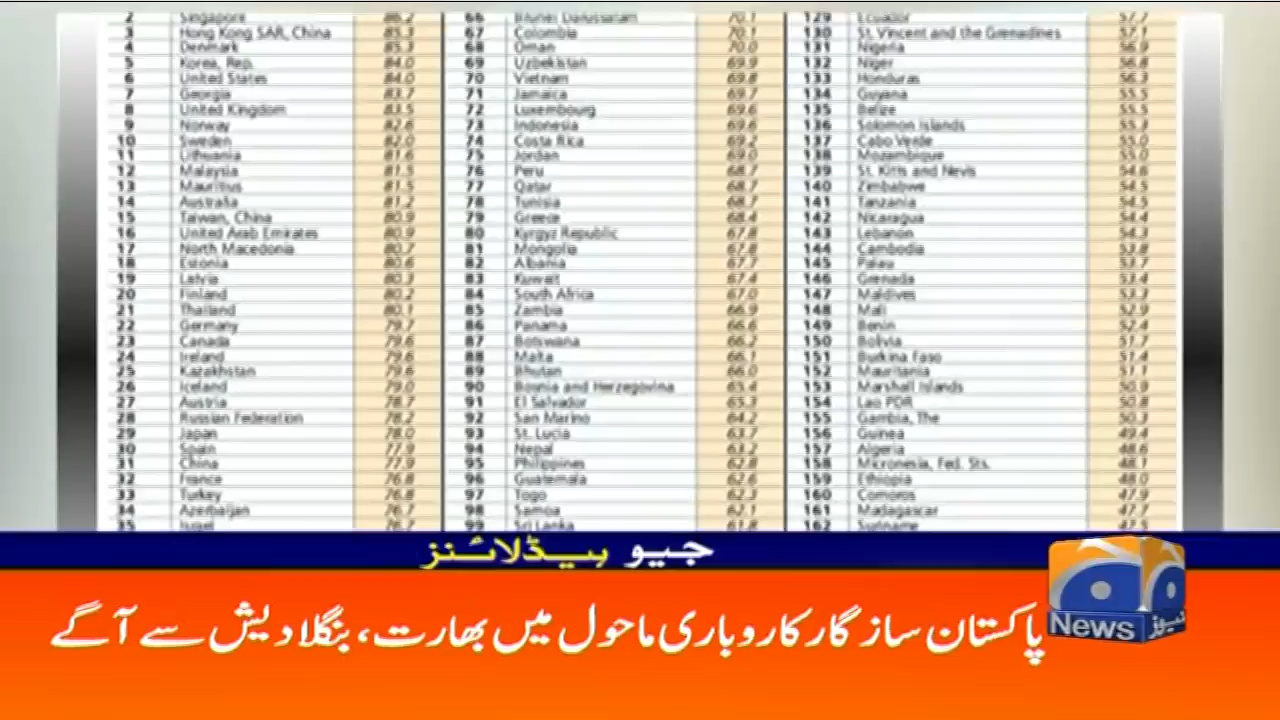 2 Singapore 86.2 66 Brunei Darussalam 70.1 129 Ecuador 57.7
3 Hong Kong SAR, China 85.3 67 Colombia 70.1 130 St. Vincent and the Grenadines 57.1
4 Denmark 85.3 68 Oman 70.0 131 Nigeria 56.9
5 Korea, Rep. 84.0 69 Uzbekistan 69.9 132 Niger 56.8
6 United States 84.0 70 Vietnam 69.8 133 Honduras 56.3
7 Georgia 83.7 71 Jamaica 69.7 134 Guyana 55.5
8 United Kingdom 83.5 72 Luxembourg 69.6 135 Belize 55.5
9 Norway 82.6 73 Indonesia 69.6 136 Solomon Islands 55.3
10 Sweden 82.0 74 Costa Rica 69.2 137 Cabo Verde 55.0
11 Lithuania 81.6 75 Jordan 69.0 138 Mozambique 55.0
12 Malaysia 81.5 76 Peru 68.7 139 St. Kitts and Nevis 54.6
13 Mauritius 81.5 77 Qatar 68.7 140 Zimbabwe 54.5
14 Australia 81.2 78 Tunisia 68.7 141 Tanzania 54.5
15 Taiwan, China 80.9 79 Greece 68.4 142 Nicaragua 54.4
16 United Arab Emirates 80.9 80 Kyrgyz Republic 67.8 143 Lebanon 54.3
17 North Macedonia 80.7 81 Mongolia 67.8 144 Cambodia 53.8
18 Estonia 80.6 82 Albania 67.7 145 Palau 53.7
19 Latvia 80.3 83 Kuwait 67.4 146 Grenada 53.4
20 Finland 80.2 84 South Africa 67.0 147 Maldives 53.3
21 Thailand 80.1 85 Zambia 66.9 148 Mali 52.9
22 Germany 79.7 86 Panama 66.6 149 Benin 52.4
23 Canada 79.6 87 Botswana 66.2 150 Bolivia 51.7
24 Ireland 79.6 88 Malta 66.1 151 Burkina Faso 51.4
25 Kazakhstan 79.6 89 Bhutan 66.0 152 Mauritania 51.1
26 Iceland 79.0 90 Bosnia and Herzegovina 65.4 153 Marshall Islands 50.9
27 Austria 78.7 91 El Salvador 65.3 154 Lao PDR 50.8
28 Russian Federation 78.2 92 San Marino 64.2 155 Gambia, The 50.3
29 Japan 78.0 93 St. Lucia 63.7 156 Guinea 49.4
30 Spain 77.9 94 Nepal 63.2 157 Algeria 48.6
31 China 77.9 95 Philippines 62.8 158 Micronesia, Fed. Sts. 48.1
32 France 76.8 96 Guatemala 62.6 159 Ethiopia 48.0
33 Turkey 76.8 97 Togo 62.3 160 Comoros 47.9
34 Azerbaijan 76.7 98 Samoa 62.1 161 Madagascar 47.7
35 Israel 76.7 99 Sri Lanka 61.8 162 Suriname 47.5
جیو ہیڈلائنز
پاکستان ساز گار کاروباری ماحول میں بھارت، بنگلادیش سے آگے
News نیوز